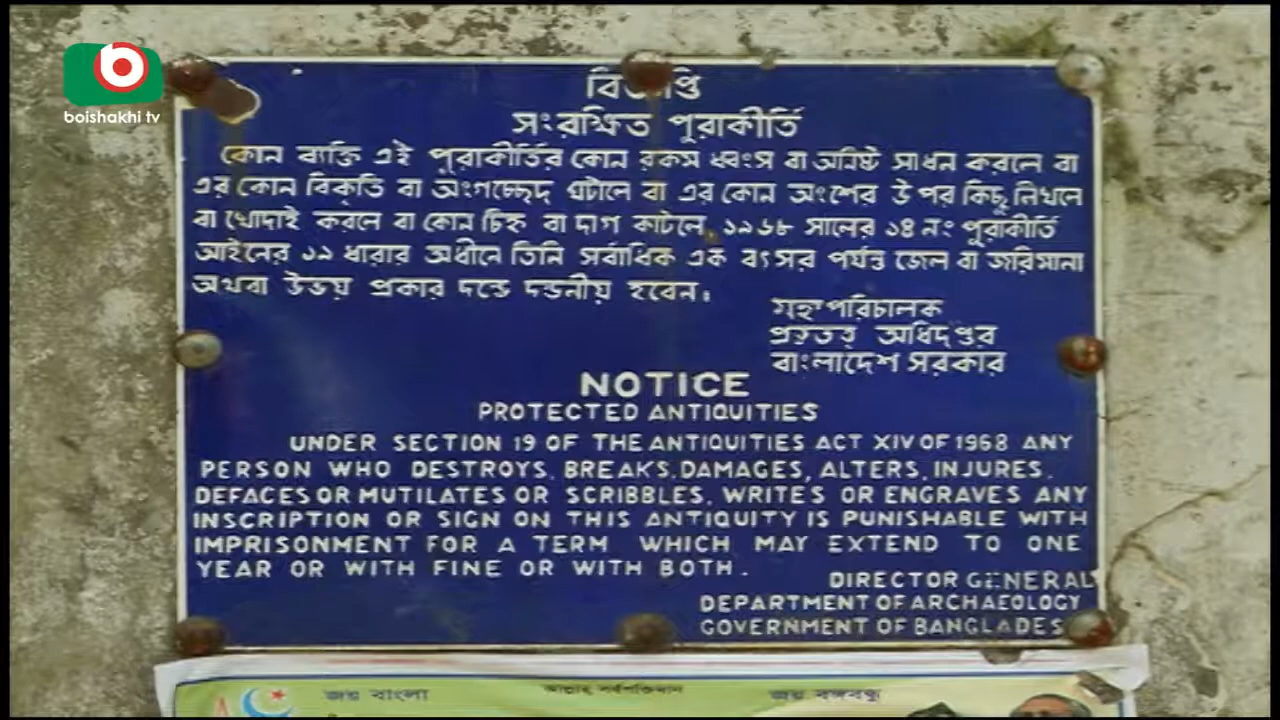 boishakhi tv
বিজ্ঞপ্তি
সংরক্ষিত পুরাকীর্তি
কোন ব্যক্তি এই পুরাকীর্তির কোন রকম ধ্বংস বা অনিষ্ট সাধন করলে বা
এর কোন বিকৃতি বা অংগচ্ছেদ ঘটালে বা এর কোন অংশের উপর কিছু লিখলে
বা খোদাই করলে বা কোন চিহ্ন বা দাগ কাটলে, ১৯৬৮ সালের ১৪ নং পুরাকীর্তি
আইনের ১৯ ধারার অধীনে তিনি সর্বাধিক এক বৎসর পর্যন্ত জেল বা জরিমানা
অথবা উভয় প্রকার দন্ডে দন্ডনীয় হবেন।
মহাপরিচালক
প্রত্নতত্ত্ব অধিদপ্তর
বাংলাদেশ সরকার
NOTICE
PROTECTED ANTIQUITIES
UNDER SECTION 19 OF THE ANTIQUITIES ACT XIV OF 1968 ANY
PERSON WHO DESTROYS, BREAKS, DAMAGES, ALTERS, INJURES,
DEFACES OR MUTILATES OR SCRIBBLES, WRITES OR ENGRAVES ANY
INSCRIPTION OR SIGN ON THIS ANTIQUITY IS PUNISHABLE WITH
IMPRISONMENT FOR A TERM WHICH MAY EXTEND TO ONE
YEAR OR WITH FINE OR WITH BOTH.
DIRECTOR GENERAL
DEPARTMENT OF ARCHAEOLOGY
GOVERNMENT OF BANGLADES
জয় বাংলা আল্লাহ সর্বশক্তিমান জয় বঙ্গবন্ধু